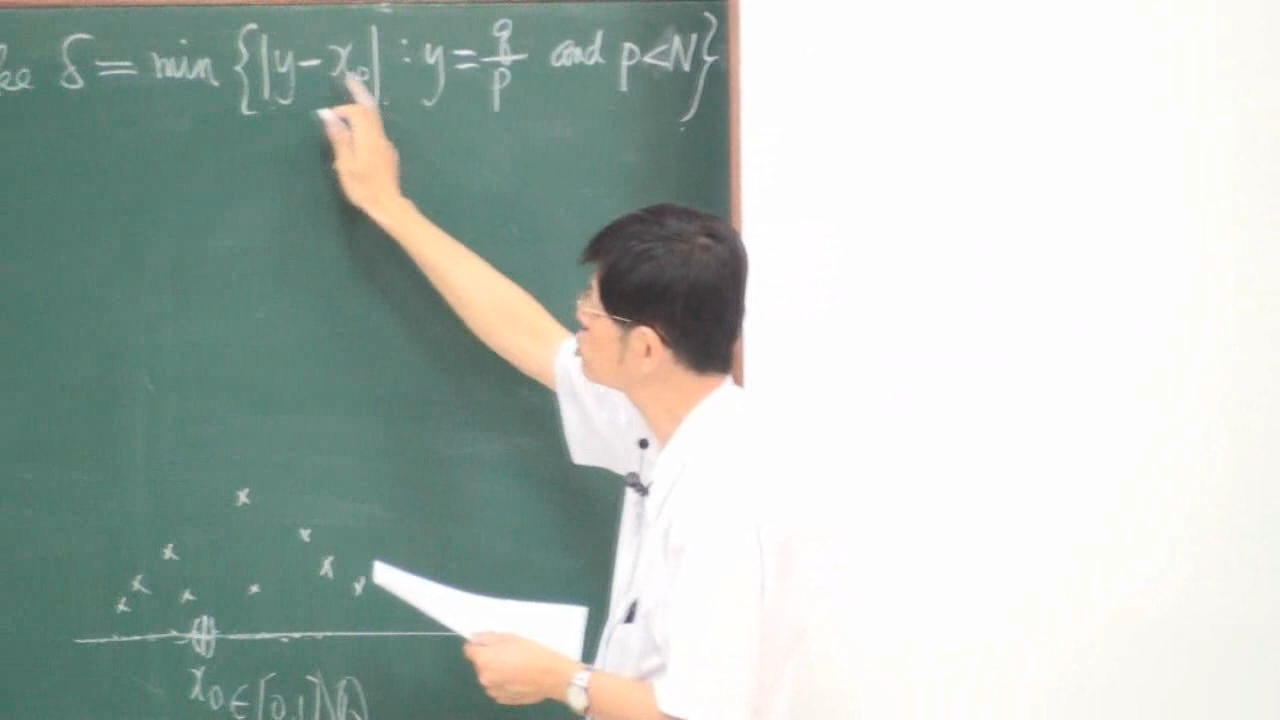 δ = min {|y-x₀| : y = q/p and p<N}
x₀ ∈ [0,1]\Q